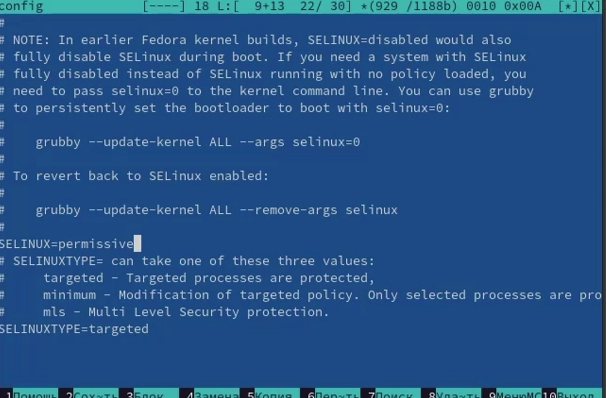 config [----] 18 L:[ 9+13 22/ 30] *(929 /1188b) 0010 0x00A [*][X]
#
# NOTE: In earlier Fedora kernel builds, SELINUX=disabled would also
# fully disable SELinux during boot. If you need a system with SELinux
# fully disabled instead of SELinux running with no policy loaded, you
# need to pass selinux=0 to the kernel command line. You can use grubby
# to persistently set the bootloader to boot with selinux=0:
#
#    grubby --update-kernel ALL --args selinux=0
#
# To revert back to SELinux enabled:
#
#    grubby --update-kernel ALL --remove-args selinux
#
SELINUX=permissive
# SELINUXTYPE= can take one of these three values:
#     targeted - Targeted processes are protected,
#     minimum - Modification of targeted policy. Only selected processes are pro
#     mls - Multi Level Security protection.
SELINUXTYPE=targeted
1Помощь 2Сох~ть 3Блок 4Замена 5Копия 6Пер~ть 7Поиск 8Уда~ть 9МенюMC 10Выход